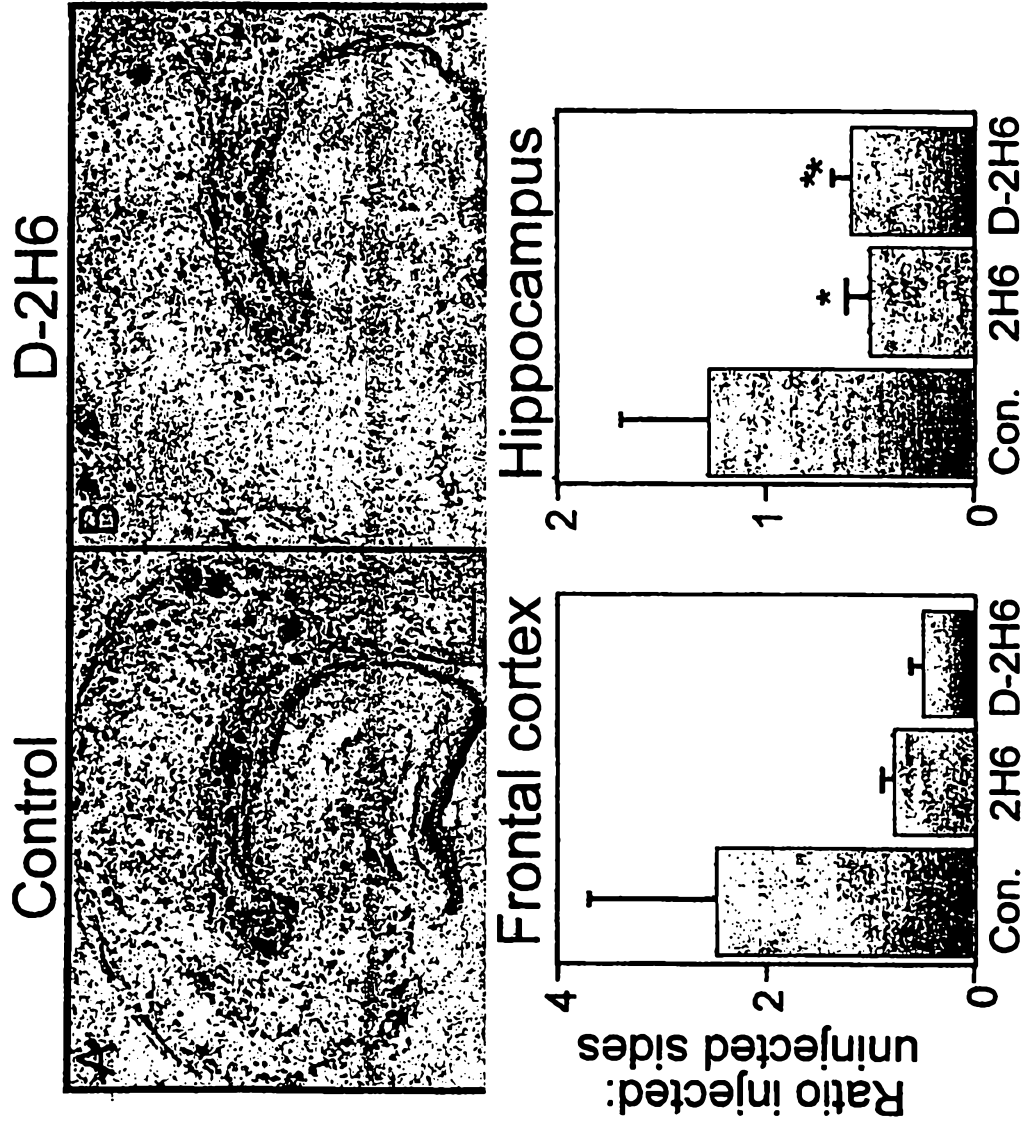 Control
D-2H6
A
B
Frontal cortex
Hippocampus
Ratio injected:
uninjected sides
4
2
0
2
1
0
*
**
Con.
2H6
D-2H6
Con.
2H6
D-2H6